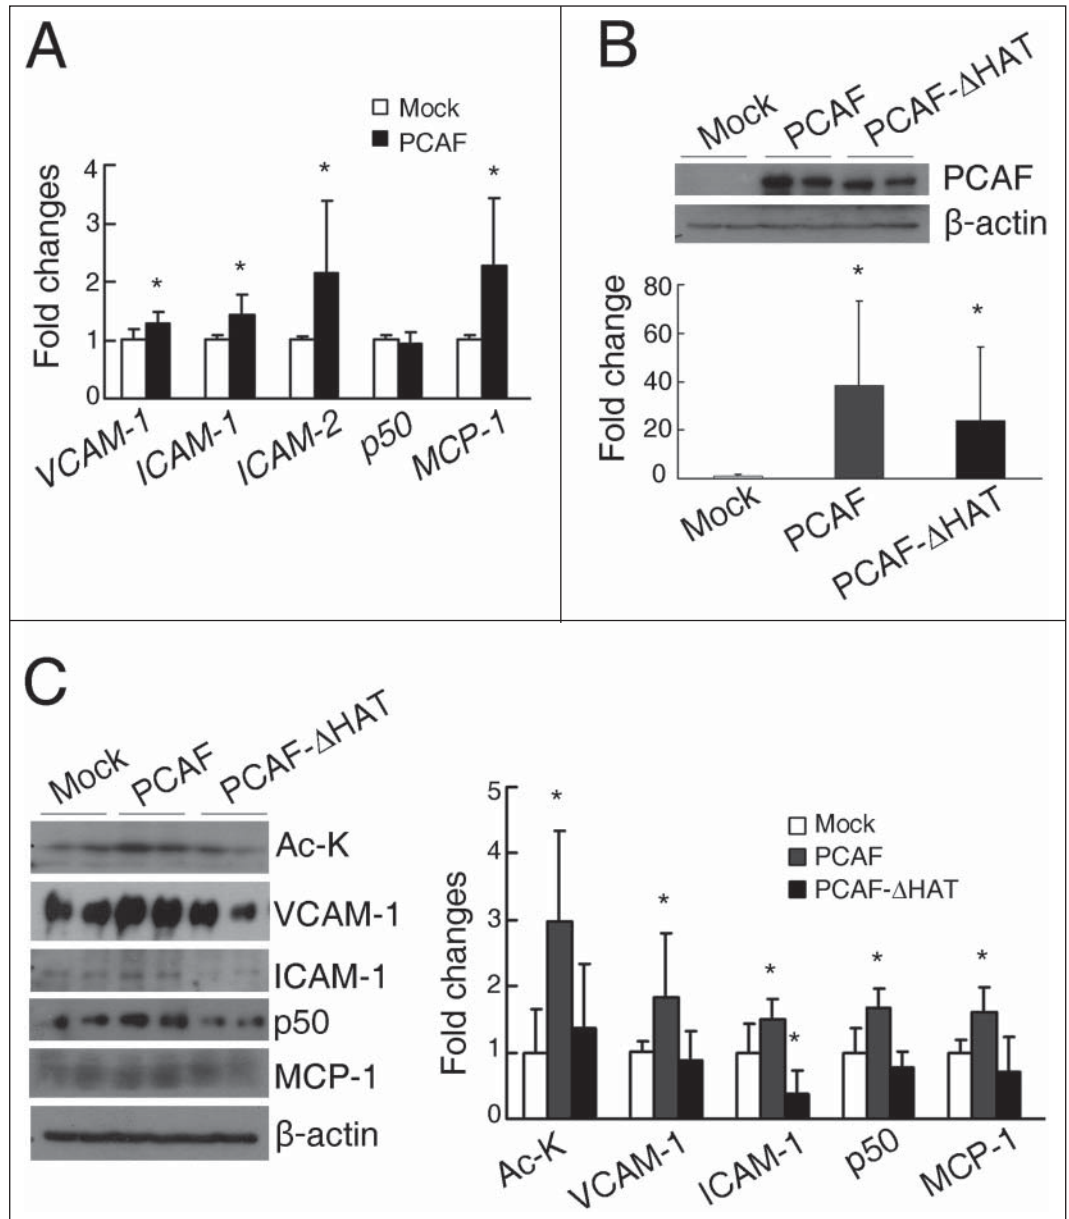 A
Mock
PCAF
Fold changes
4
3
2
1
0
*
*
*
*
VCAM-1
ICAM-1
ICAM-2
p50
MCP-1
B
Mock
PCAF
PCAF-ΔHAT
PCAF
β-actin
Fold change
80
60
40
20
0
*
*
Mock
PCAF
PCAF-ΔHAT
C
Mock
PCAF
PCAF-ΔHAT
Ac-K
VCAM-1
ICAM-1
p50
MCP-1
β-actin
Fold changes
5
4
3
2
1
0
Mock
PCAF
PCAF-ΔHAT
*
*
*
*
*
*
Ac-K
VCAM-1
ICAM-1
p50
MCP-1